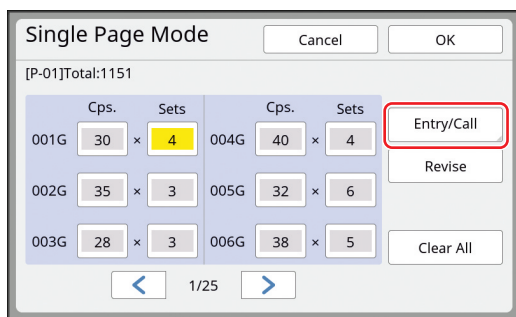 Single Page Mode Cancel OK
[P-01]Total:1151
Cps. Sets Cps. Sets
001G 30 × 4 004G 40 × 4
Entry/Call
002G 35 × 3 005G 32 × 6
Revise
003G 28 × 3 006G 38 × 5
Clear All
< 1/25 >